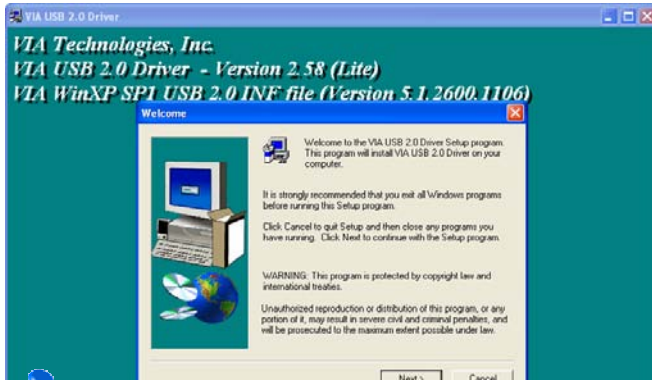 VIA USB 2.0 Driver
VIA Technologies, Inc.
VIA USB 2.0 Driver - Version 2.58 (Lite)
VIA WinXP SP1 USB 2.0 INF file (Version 5.1.2600.1106)
Welcome
Welcome to the VIA USB 2.0 Driver Setup program.
This program will install VIA USB 2.0 Driver on your
computer.
It is strongly recommended that you exit all Windows programs
before running this Setup program.
Click Cancel to quit Setup and then close any programs you
have running. Click Next to continue with the Setup program.
WARNING: This program is protected by copyright law and
international treaties.
Unauthorized reproduction or distribution of this program, or any
portion of it, may result in severe civil and criminal penalties, and
will be prosecuted to the maximum extent possible under law.
Next > Cancel